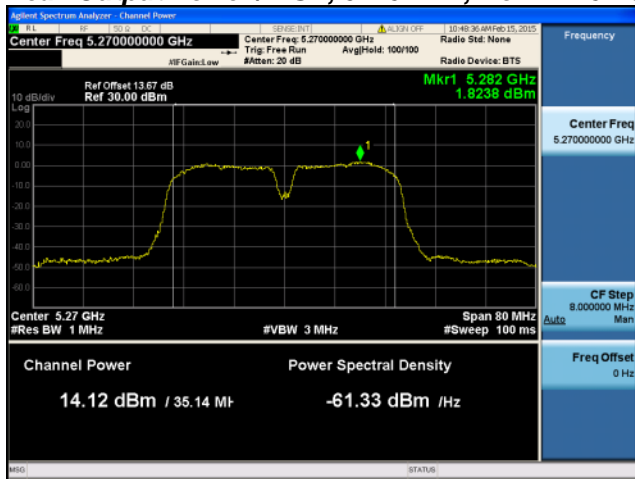 Agilent Spectrum Analyzer - Channel Power
RL RF 50 Ω DC SENSE:INT ALIGN OFF 10:48:36 AM Feb 15, 2015
Center Freq 5.270000000 GHz
Center Freq: 5.270000000 GHz
Radio Std: None
Trig: Free Run Avg|Hold: 100/100
#IFGain:Low #Atten: 20 dB Radio Device: BTS
Frequency
Ref Offset 13.67 dB
10 dB/div Ref 30.00 dBm
Mkr1 5.282 GHz
1.8238 dBm
Log
20.0
10.0
0.00
-10.0
-20.0
-30.0
-40.0
-50.0
-60.0
1
Center Freq
5.270000000 GHz
Center 5.27 GHz Span 80 MHz
#Res BW 1 MHz #VBW 3 MHz #Sweep 100 ms
CF Step
8.000000 MHz
Auto Man
Channel Power Power Spectral Density
14.12 dBm / 35.14 MH -61.33 dBm /Hz
Freq Offset
0 Hz
MSG STATUS